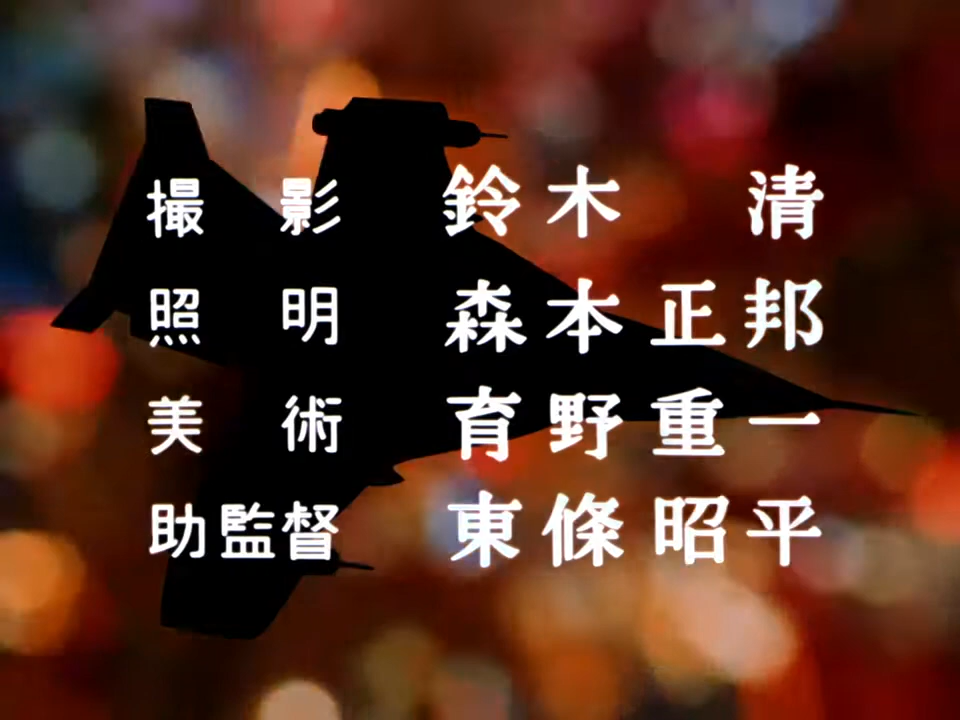 撮影 鈴木 清
照明 森本正邦
美術 育野重一
助監督 東條昭平